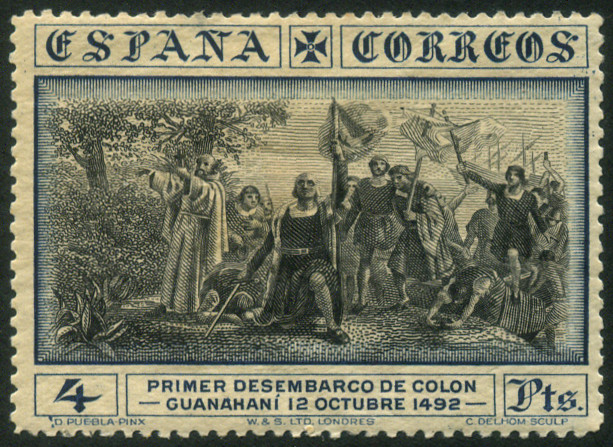 ESPAÑA CORREOS
4 PRIMER DESEMBARCO DE COLON Pts.
— GUANAHANÍ 12 OCTUBRE 1492 —
D. PUEBLA PINX W. & S. LTD. LONDRES C. DELHOM SCULP